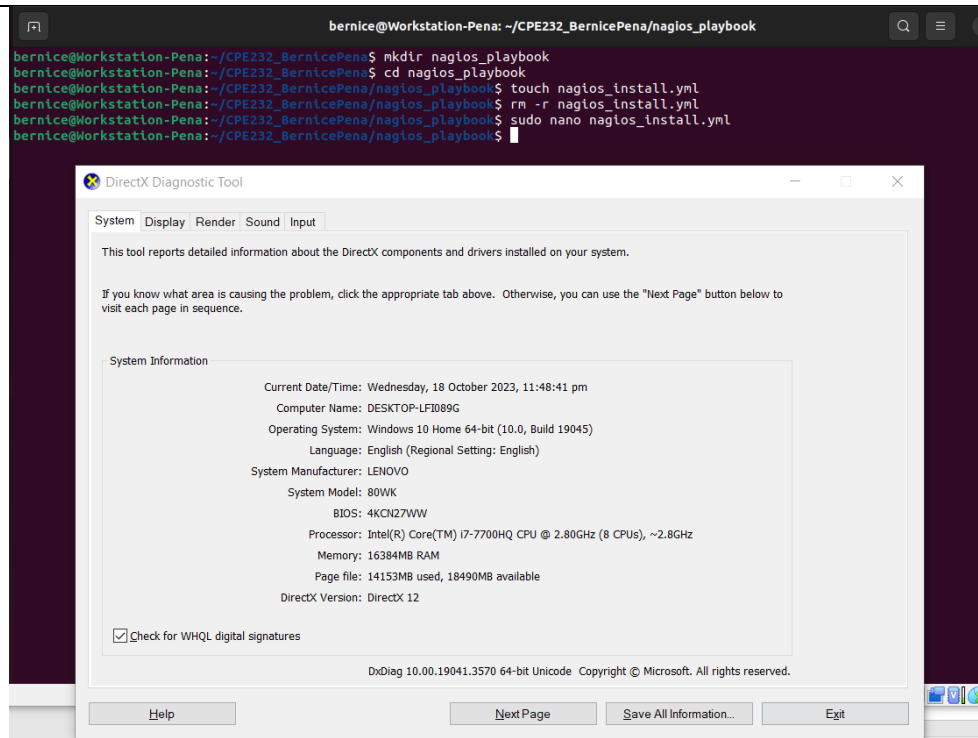 bernice@Workstation-Pena: ~/CPE232_BernicePena/nagios_playbook
bernice@Workstation-Pena:~/CPE232_BernicePena$ mkdir nagios_playbook
bernice@Workstation-Pena:~/CPE232_BernicePena$ cd nagios_playbook
bernice@Workstation-Pena:~/CPE232_BernicePena/nagios_playbook$ touch nagios_install.yml
bernice@Workstation-Pena:~/CPE232_BernicePena/nagios_playbook$ rm -r nagios_install.yml
bernice@Workstation-Pena:~/CPE232_BernicePena/nagios_playbook$ sudo nano nagios_install.yml
bernice@Workstation-Pena:~/CPE232_BernicePena/nagios_playbook$
DirectX Diagnostic Tool
System Display Render Sound Input
This tool reports detailed information about the DirectX components and drivers installed on your system.
If you know what area is causing the problem, click the appropriate tab above. Otherwise, you can use the "Next Page" button below to
visit each page in sequence.
System Information
Current Date/Time: Wednesday, 18 October 2023, 11:48:41 pm
Computer Name: DESKTOP-LFI089G
Operating System: Windows 10 Home 64-bit (10.0, Build 19045)
Language: English (Regional Setting: English)
System Manufacturer: LENOVO
System Model: 80WK
BIOS: 4KCN27WW
Processor: Intel(R) Core(TM) i7-7700HQ CPU @ 2.80GHz (8 CPUs), ~2.8GHz
Memory: 16384MB RAM
Page file: 14153MB used, 18490MB available
DirectX Version: DirectX 12
Check for WHQL digital signatures
DxDiag 10.00.19041.3570 64-bit Unicode Copyright © Microsoft. All rights reserved.
Help Next Page Save All Information... Exit